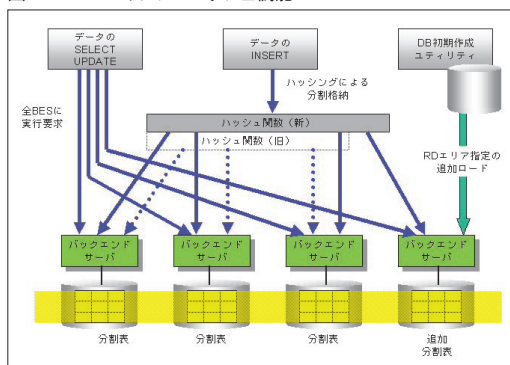 データの
SELECT
UPDATE
データの
INSERT
DB初期作成
ユティリティ
全BESに
実行要求
ハッシングによる
分割格納
ハッシュ関数（新）
ハッシュ関数（旧）
RDエリア指定の
追加ロード
バックエンド
サーバ
バックエンド
サーバ
バックエンド
サーバ
バックエンド
サーバ
分割表
分割表
分割表
追加
分割表